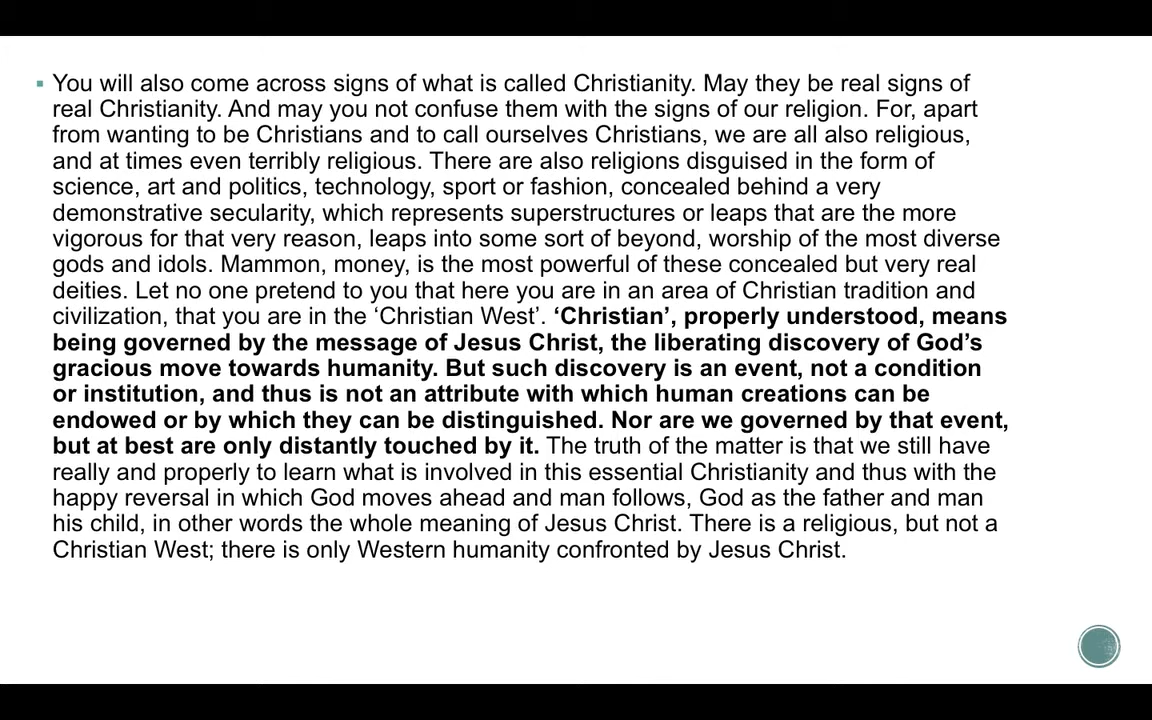 You will also come across signs of what is called Christianity. May they be real signs of
real Christianity. And may you not confuse them with the signs of our religion. For, apart
from wanting to be Christians and to call ourselves Christians, we are all also religious,
and at times even terribly religious. There are also religions disguised in the form of
science, art and politics, technology, sport or fashion, concealed behind a very
demonstrative secularity, which represents superstructures or leaps that are the more
vigorous for that very reason, leaps into some sort of beyond, worship of the most diverse
gods and idols. Mammon, money, is the most powerful of these concealed but very real
deities. Let no one pretend to you that here you are in an area of Christian tradition and
civilization, that you are in the ‘Christian West’. ‘Christian’, properly understood, means
being governed by the message of Jesus Christ, the liberating discovery of God’s
gracious move towards humanity. But such discovery is an event, not a condition
or institution, and thus is not an attribute with which human creations can be
endowed or by which they can be distinguished. Nor are we governed by that event,
but at best are only distantly touched by it. The truth of the matter is that we still have
really and properly to learn what is involved in this essential Christianity and thus with the
happy reversal in which God moves ahead and man follows, God as the father and man
his child, in other words the whole meaning of Jesus Christ. There is a religious, but not a
Christian West; there is only Western humanity confronted by Jesus Christ.